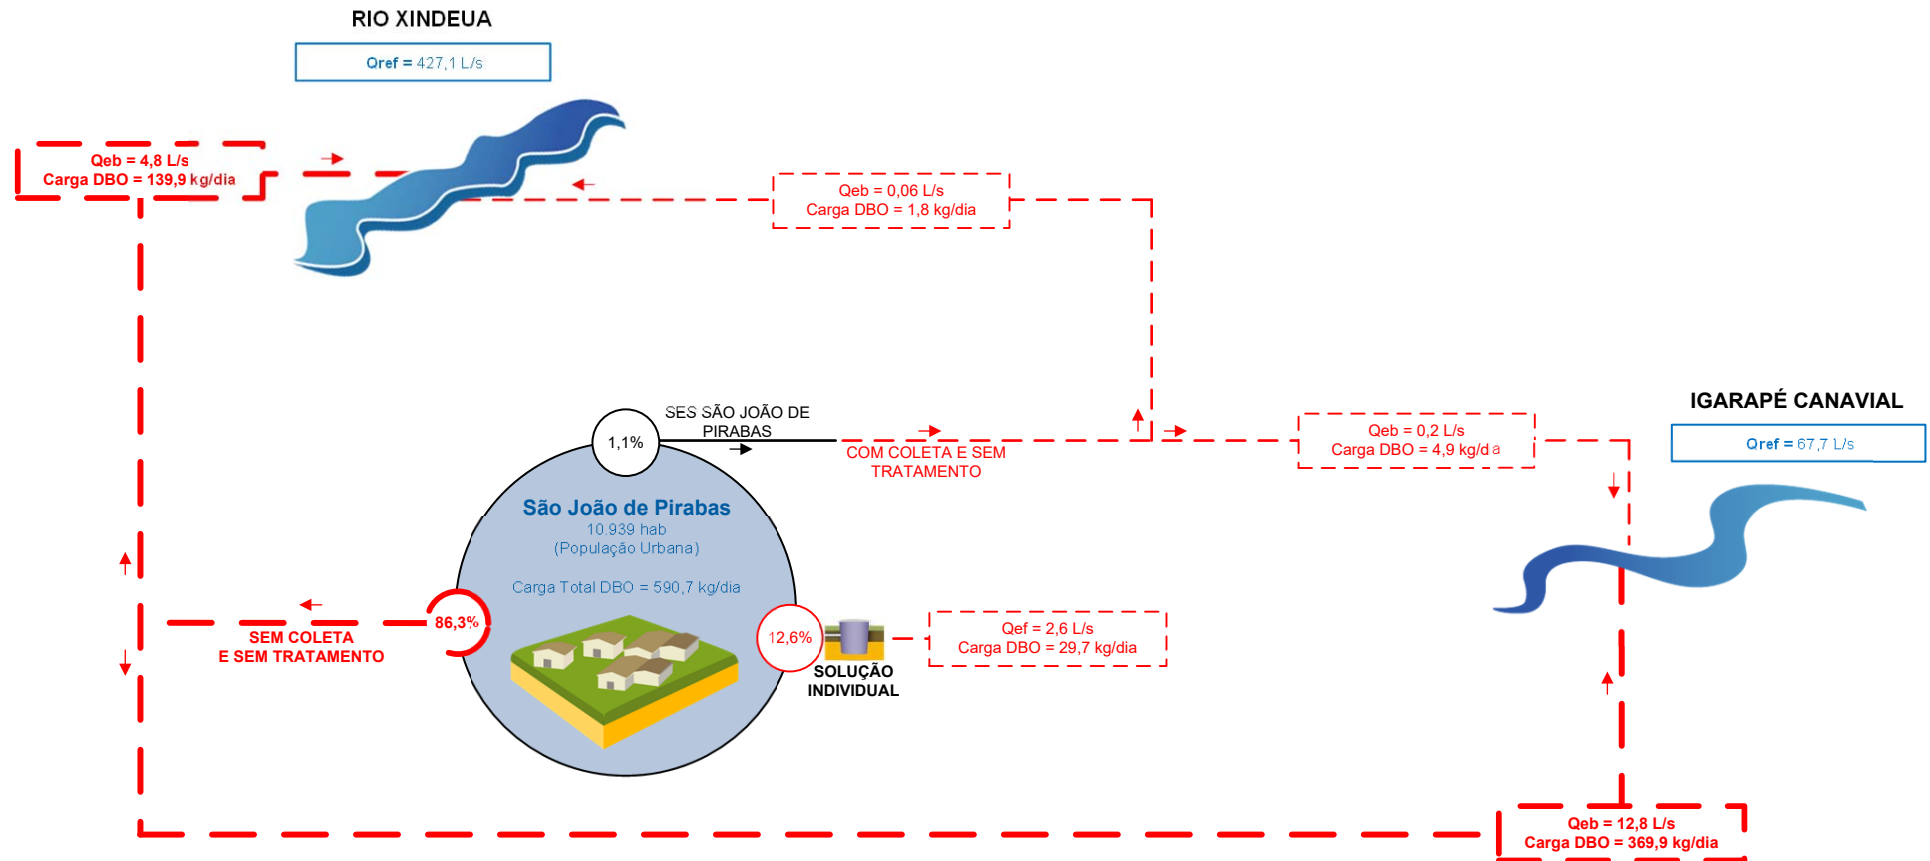 RIO XINDEUA
Qref = 427,1 L/s
Qeb = 4,8 L/s
Carga DBO = 139,9 kg/dia
Qeb = 0,06 L/s
Carga DBO = 1,8 kg/dia
SES SÃO JOÃO DE
PIRABAS
1,1%
COM COLETA E SEM
TRATAMENTO
Qeb = 0,2 L/s
Carga DBO = 4,9 kg/d a
IGARAPÉ CANAVIAL
Qref = 67,7 L/s
São João de Pirabas
10.939 hab
(População Urbana)
Carga Total DBO = 590,7 kg/dia
86,3%
SEM COLETA
E SEM TRATAMENTO
12,6%
SOLUÇÃO
INDIVIDUAL
Qef = 2,6 L/s
Carga DBO = 29,7 kg/dia
Qeb = 12,8 L/s
Carga DBO = 369,9 kg/dia